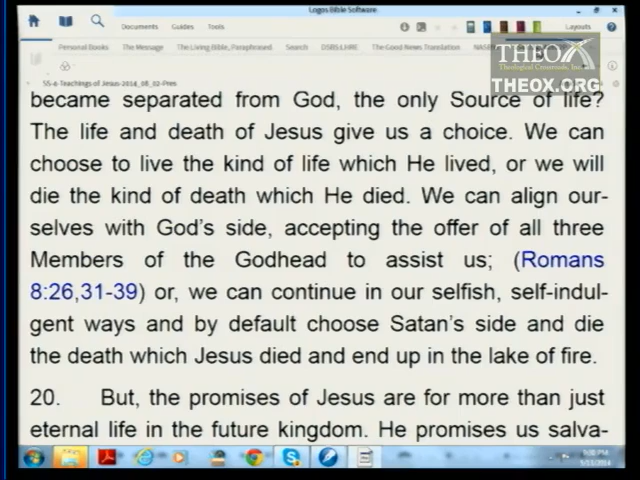 Logos Bible Software
Documents Guides Tools
Layouts
Personal Books The Message The Living Bible, Paraphrased Search The Good News Translation
THEOX
Theological Crossroads, Inc.
THEOX.ORG
SS-6-Teachings of Jesus-2014_08_02-Pres
became separated from God, the only Source of life?
The life and death of Jesus give us a choice. We can
choose to live the kind of life which He lived, or we will
die the kind of death which He died. We can align our-
selves with God's side, accepting the offer of all three
Members of the Godhead to assist us; (Romans
8:26,31-39) or, we can continue in our selfish, self-indul-
gent ways and by default choose Satan's side and die
the death which Jesus died and end up in the lake of fire.
20. But, the promises of Jesus are for more than just
eternal life in the future kingdom. He promises us salva-